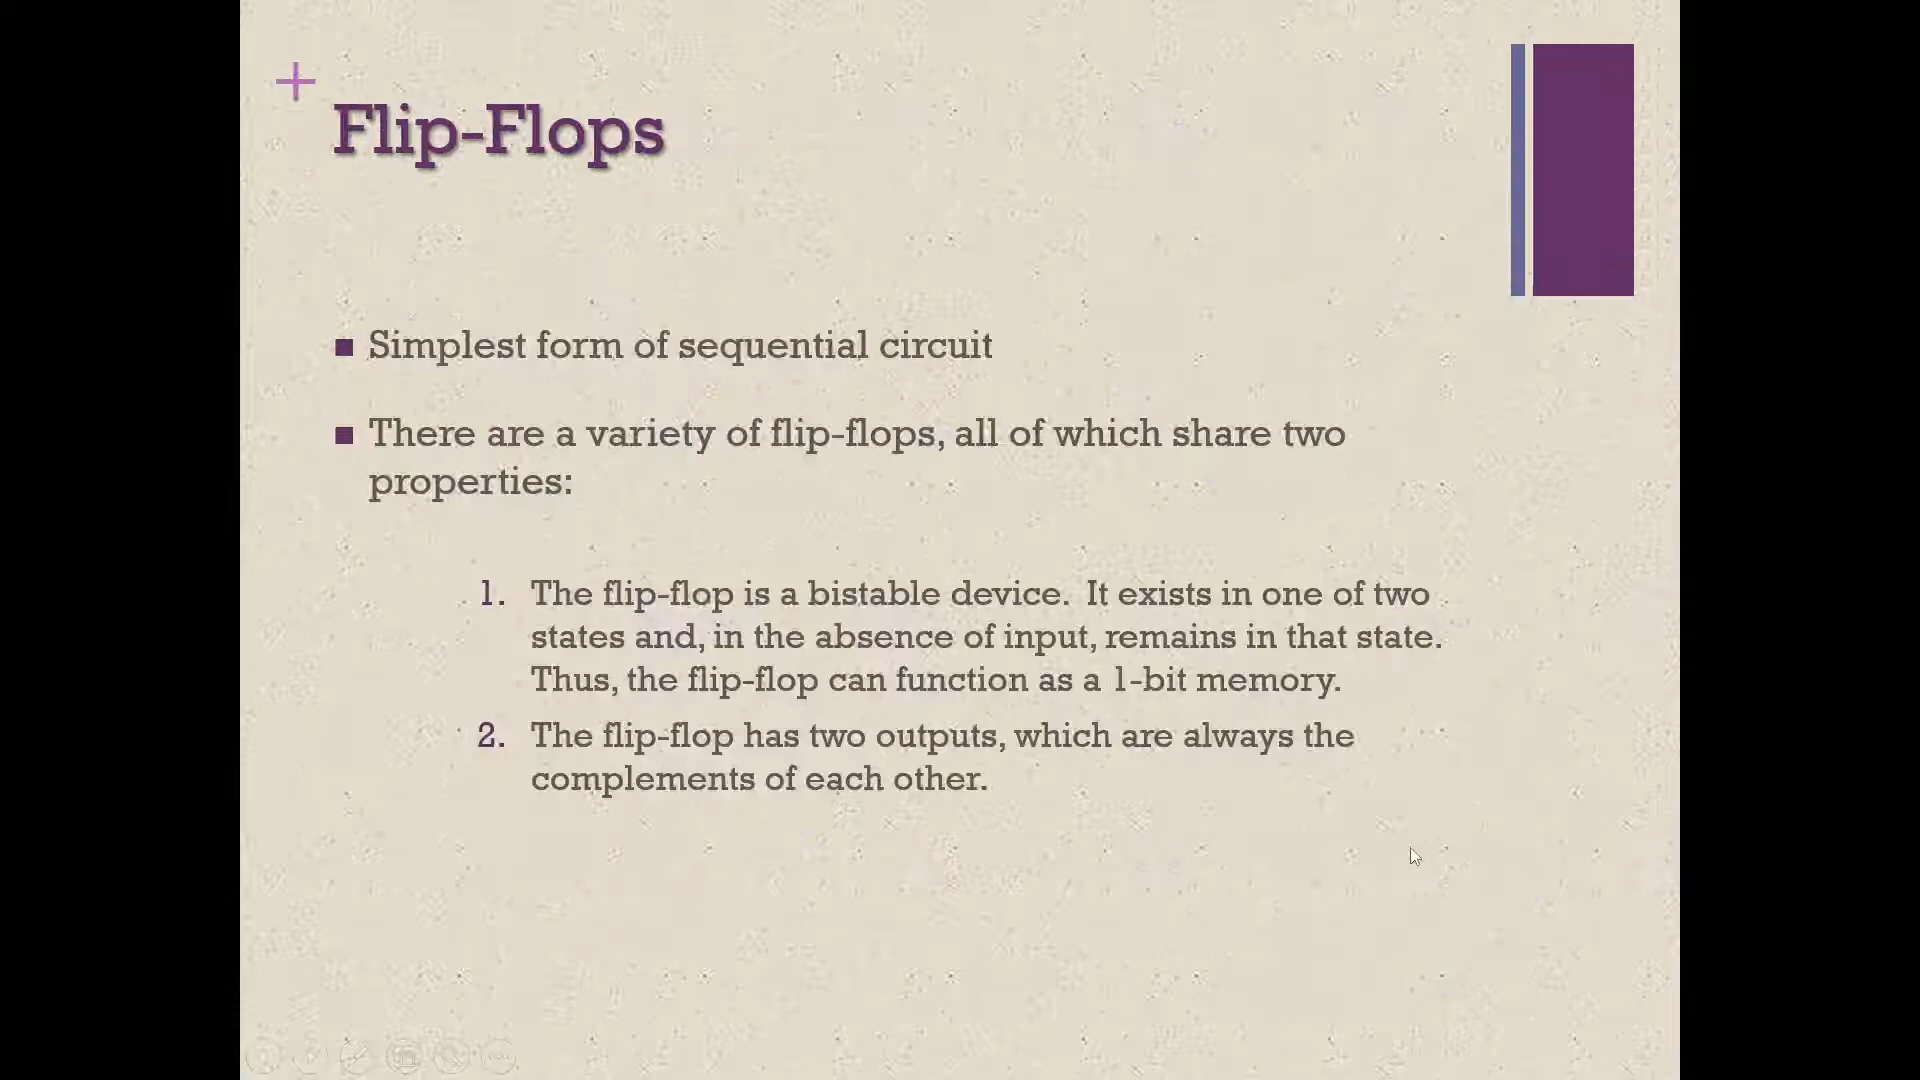 +
Flip-Flops
■ Simplest form of sequential circuit
■ There are a variety of flip-flops, all of which share two
properties:
1. The flip-flop is a bistable device. It exists in one of two
states and, in the absence of input, remains in that state.
Thus, the flip-flop can function as a 1-bit memory.
2. The flip-flop has two outputs, which are always the
complements of each other.